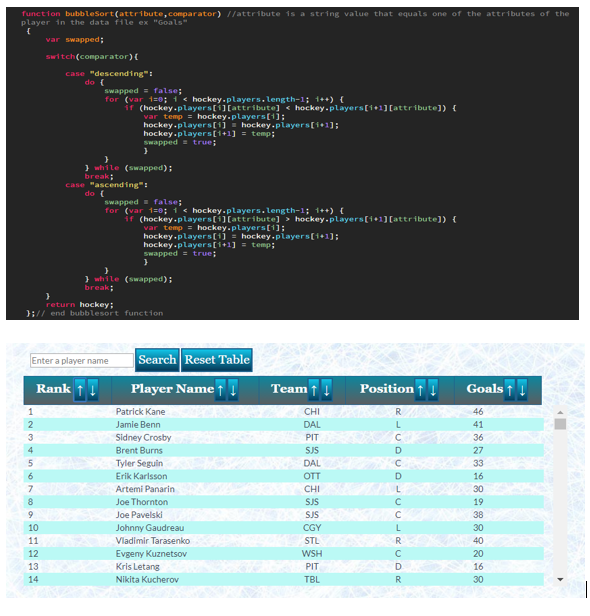 function bubbleSort(attribute,comparator) //attribute is a string value that equals one of the attributes of the
player in the data file ex "Goals"
{
var swapped;
switch(comparator){
case "descending":
do {
swapped = false;
for (var i=0; i < hockey.players.length-1; i++) {
if (hockey.players[i][attribute] < hockey.players[i+1][attribute]) {
var temp = hockey.players[i];
hockey.players[i] = hockey.players[i+1];
hockey.players[i+1] = temp;
swapped = true;
}
}
} while (swapped);
break;
case "ascending":
do {
swapped = false;
for (var i=0; i < hockey.players.length-1; i++) {
if (hockey.players[i][attribute] > hockey.players[i+1][attribute]) {
var temp = hockey.players[i];
hockey.players[i] = hockey.players[i+1];
hockey.players[i+1] = temp;
swapped = true;
}
}
} while (swapped);
break;
}
return hockey;
};// end bubblesort function
Enter a player name Search Reset Table
Rank ↑ ↓ Player Name ↑ ↓ Team ↑ ↓ Position ↑ ↓ Goals ↑ ↓
1 Patrick Kane CHI R 46
2 Jamie Benn DAL L 41
3 Sidney Crosby PIT C 36
4 Brent Burns SJS D 27
5 Tyler Seguin DAL C 33
6 Erik Karlsson OTT D 16
7 Artemi Panarin CHI L 30
8 Joe Thornton SJS C 19
9 Joe Pavelski SJS C 38
10 Johnny Gaudreau CGY L 30
11 Vladimir Tarasenko STL R 40
12 Evgeny Kuznetsov WSH C 20
13 Kris Letang PIT D 16
14 Nikita Kucherov TBL R 30